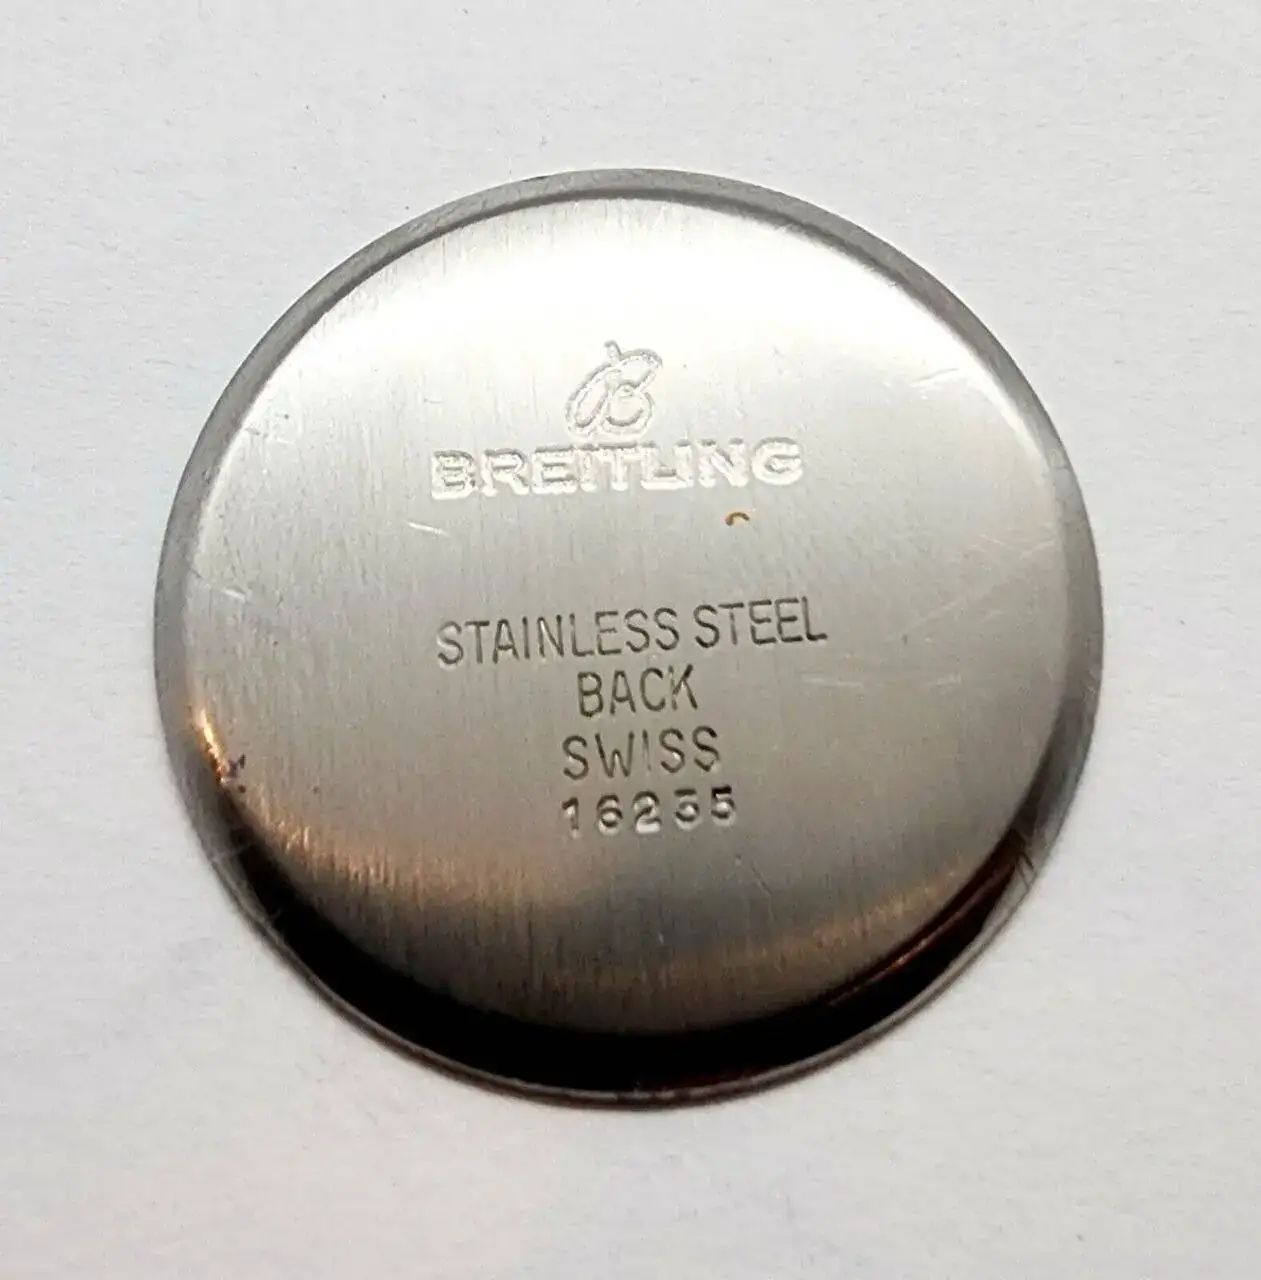 B
BREITLING
STAINLESS STEEL
BACK
SWISS
16235